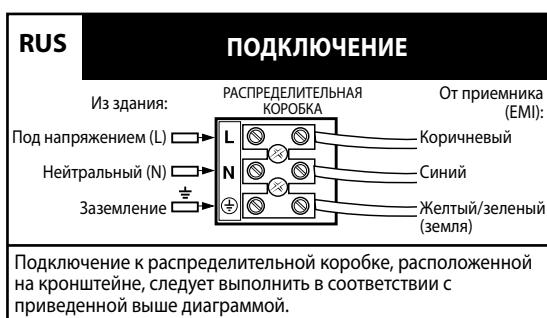 RUS
ПОДКЛЮЧЕНИЕ
Из здания:
РАСПРЕДЕЛИТЕЛЬНАЯ
КОРОБКА
От приемника
(EMI):
Под напряжением (L)
L
Коричневый
Нейтральный (N)
N
Синий
Заземление
Желтый/зеленый
(земля)
Подключение к распределительной коробке, расположенной
на кронштейне, следует выполнить в соответствии с
приведенной выше диаграммой.